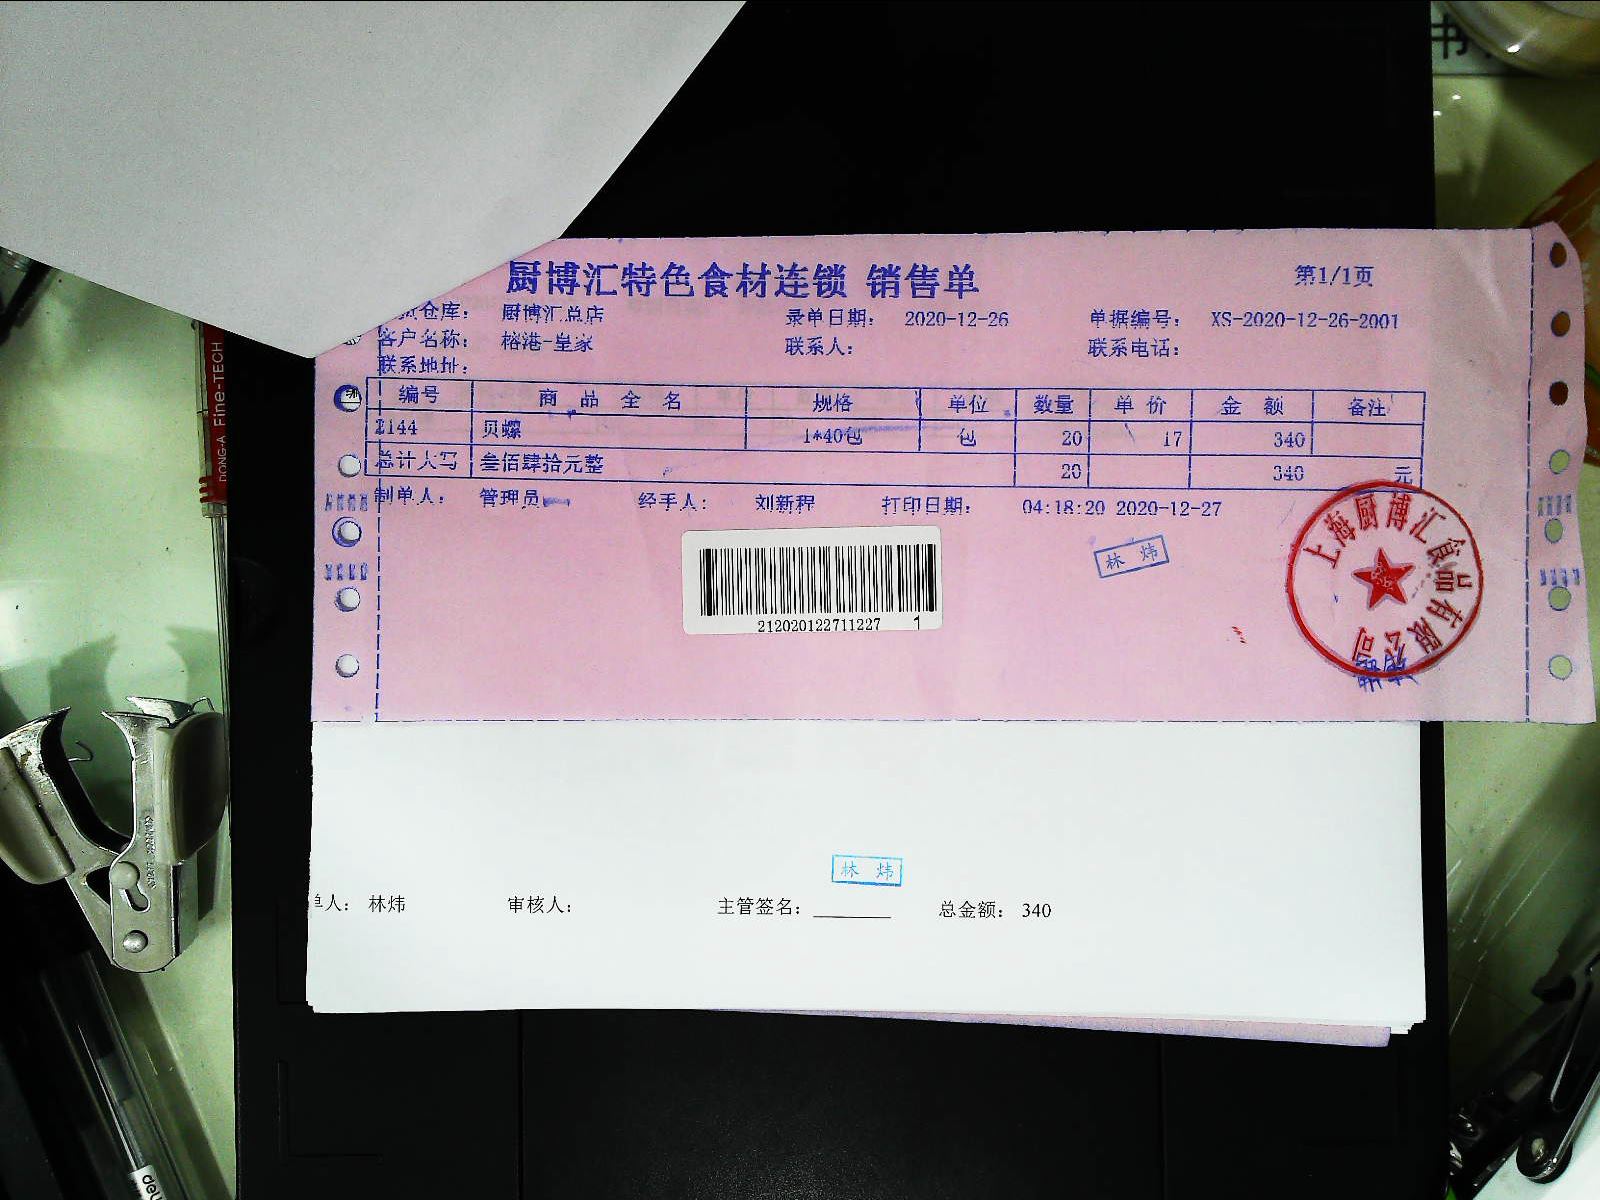 书
厨博汇特色食材连锁 销售单 第1/1页
仓库： 厨博汇总店 录单日期： 2020-12-26 单据编号： XS-2020-12-26-2001
客户名称： 榕港-皇家 联系人： 联系电话：
联系地址：
编号 商 品 全 名 规格 单位 数量 单 价 金 额 备注
2144 贝螺 1*40包 包 20 17 340
总计大写 叁佰肆拾元整 20 340 元
制单人： 管理员 经手人： 刘新程 打印日期： 04:18:20 2020-12-27
林 炜
上海厨博汇食品有限公司
212020122711227 1
林 炜
单人： 林炜 审核人： 主管签名： ________ 总金额： 340
DONG-A Fine-TECH
deli